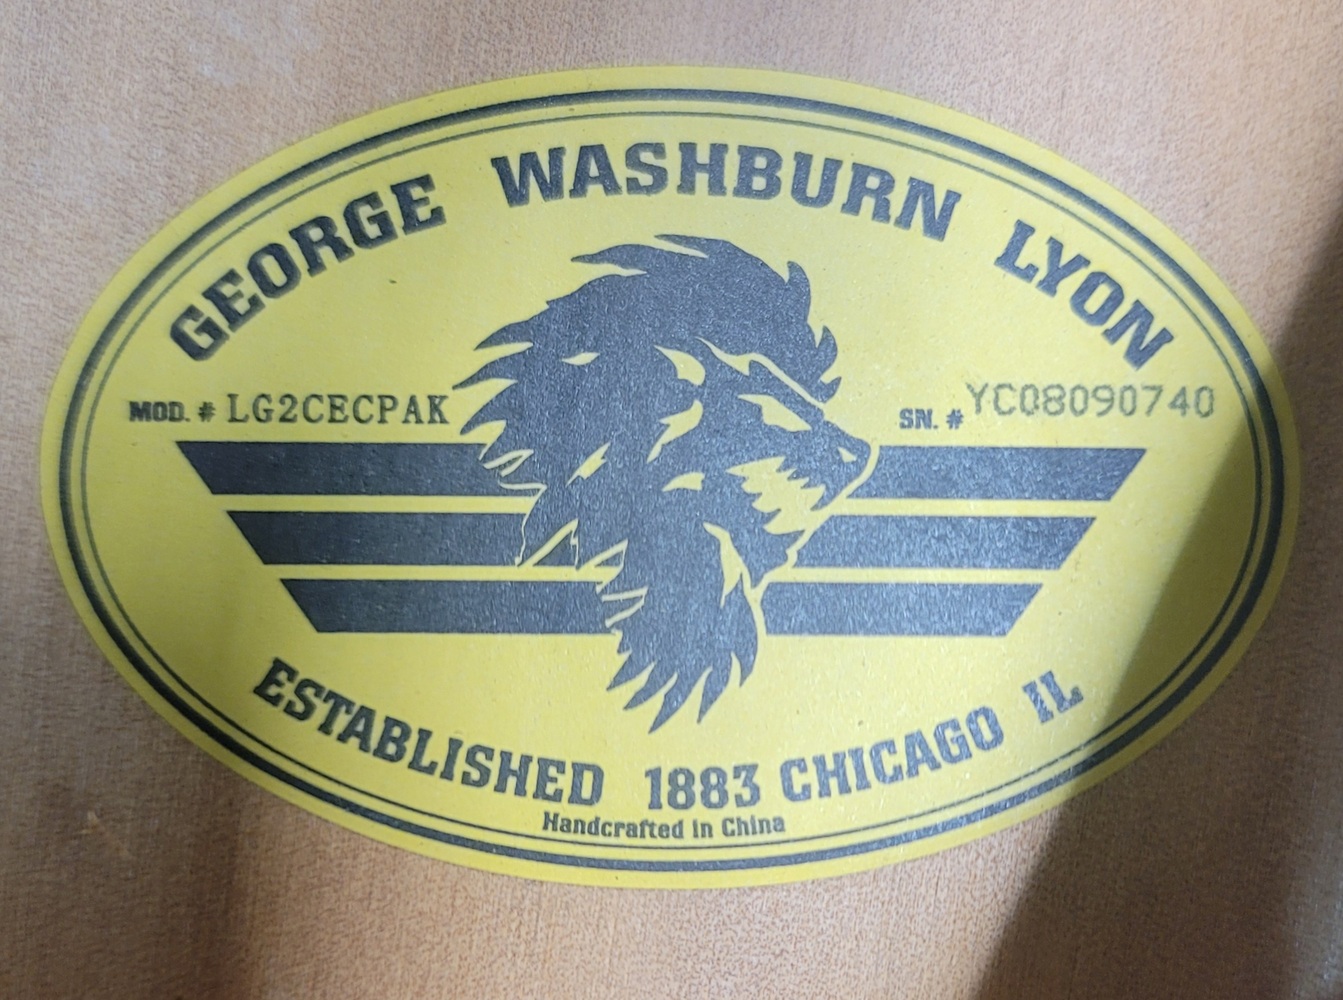 GEORGE WASHBURN LYON
MOD. # LG2CECPAK
SN. # YC08090740
ESTABLISHED 1883 CHICAGO IL
Handcrafted in China